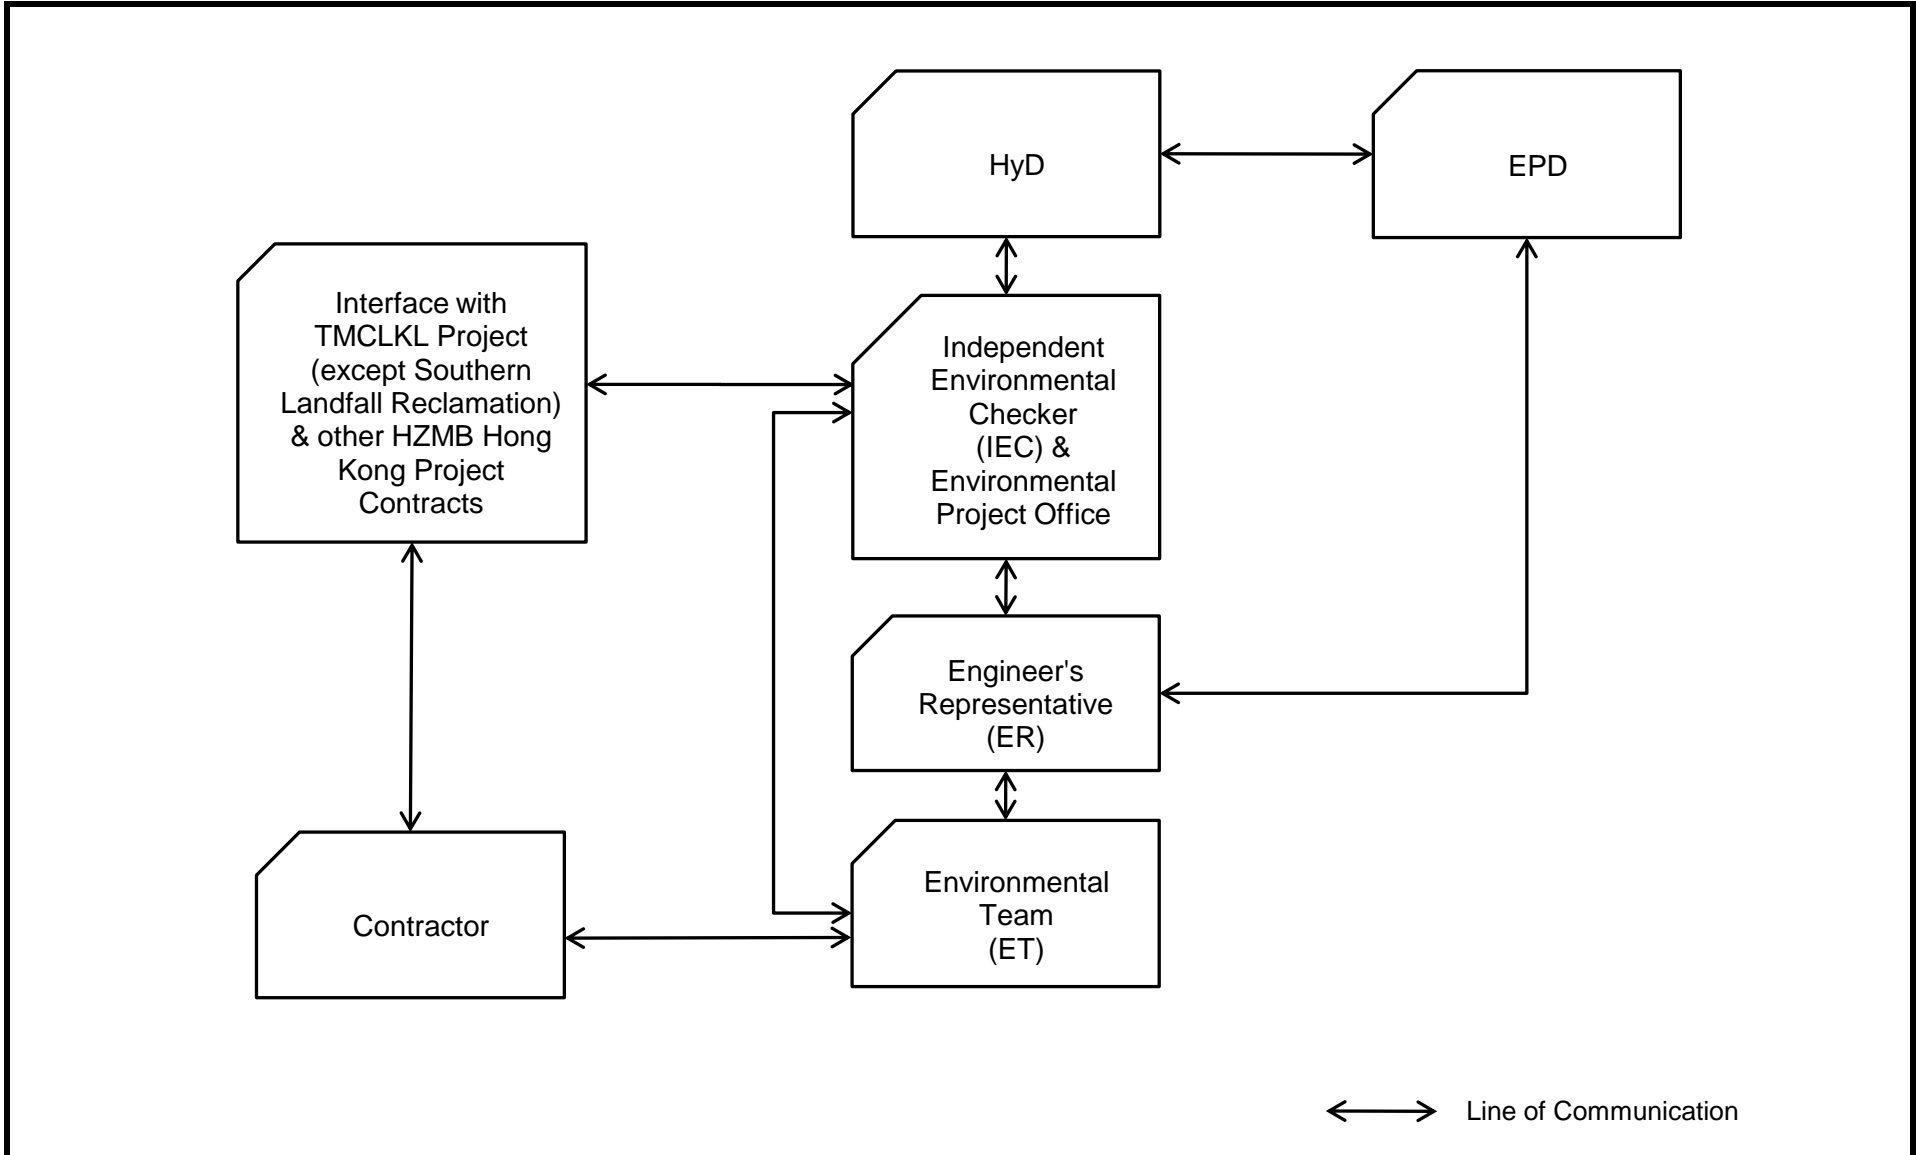 HyD
EPD
Interface with
TMCLKL Project
(except Southern
Landfall Reclamation)
& other HZMB Hong
Kong Project
Contracts
Independent
Environmental
Checker
(IEC) &
Environmental
Project Office
Engineer's
Representative
(ER)
Contractor
Environmental
Team
(ET)
Line of Communication